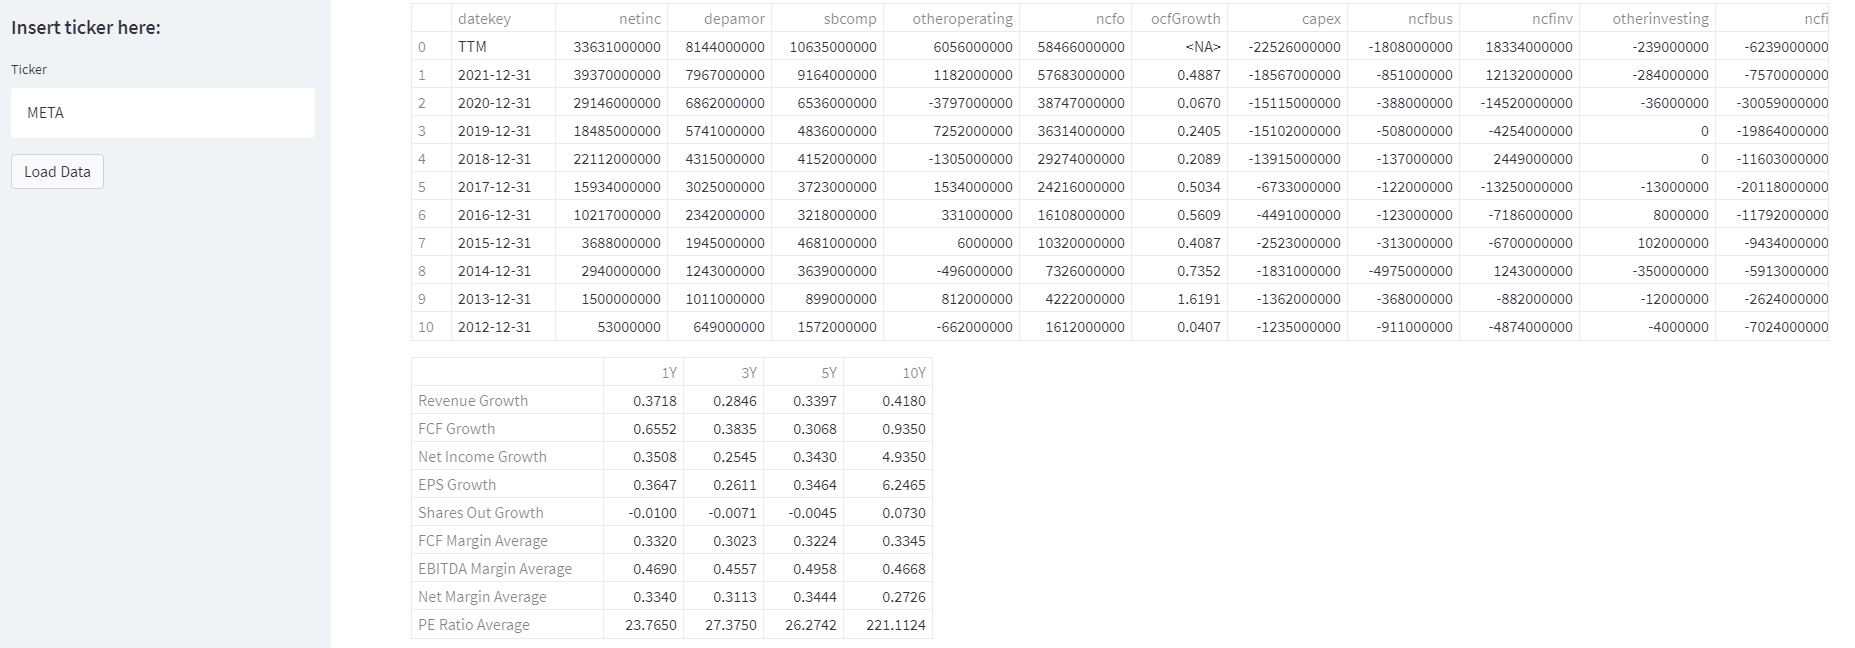 Insert ticker here:
Ticker
META
Load Data
datekey netinc depamor sbcomp otheroperating ncfo ocfGrowth capex ncfbus ncfinv otherinvesting ncfi
0 TTM 33631000000 8144000000 10635000000 6056000000 58466000000 <NA> -22526000000 -1808000000 18334000000 -239000000 -6239000000
1 2021-12-31 39370000000 7967000000 9164000000 1182000000 57683000000 0.4887 -18567000000 -851000000 12132000000 -284000000 -7570000000
2 2020-12-31 29146000000 6862000000 6536000000 -3797000000 38747000000 0.0670 -15115000000 -388000000 -14520000000 -36000000 -30059000000
3 2019-12-31 18485000000 5741000000 4836000000 7252000000 36314000000 0.2405 -15102000000 -508000000 -4254000000 0 -19864000000
4 2018-12-31 22112000000 4315000000 4152000000 -1305000000 29274000000 0.2089 -13915000000 -137000000 2449000000 0 -11603000000
5 2017-12-31 15934000000 3025000000 3723000000 1534000000 24216000000 0.5034 -6733000000 -122000000 -13250000000 -13000000 -20118000000
6 2016-12-31 10217000000 2342000000 3218000000 331000000 16108000000 0.5609 -4491000000 -123000000 -7186000000 8000000 -11792000000
7 2015-12-31 3688000000 1945000000 4681000000 6000000 10320000000 0.4087 -2523000000 -313000000 -6700000000 102000000 -9434000000
8 2014-12-31 2940000000 1243000000 3639000000 -496000000 7326000000 0.7352 -1831000000 -4975000000 1243000000 -350000000 -5913000000
9 2013-12-31 1500000000 1011000000 899000000 812000000 4222000000 1.6191 -1362000000 -368000000 -882000000 -12000000 -2624000000
10 2012-12-31 53000000 649000000 1572000000 -662000000 1612000000 0.0407 -1235000000 -911000000 -4874000000 -4000000 -7024000000
1Y 3Y 5Y 10Y
Revenue Growth 0.3718 0.2846 0.3397 0.4180
FCF Growth 0.6552 0.3835 0.3068 0.9350
Net Income Growth 0.3508 0.2545 0.3430 4.9350
EPS Growth 0.3647 0.2611 0.3464 6.2465
Shares Out Growth -0.0100 -0.0071 -0.0045 0.0730
FCF Margin Average 0.3320 0.3023 0.3224 0.3345
EBITDA Margin Average 0.4690 0.4557 0.4958 0.4668
Net Margin Average 0.3340 0.3113 0.3444 0.2726
PE Ratio Average 23.7650 27.3750 26.2742 221.1124